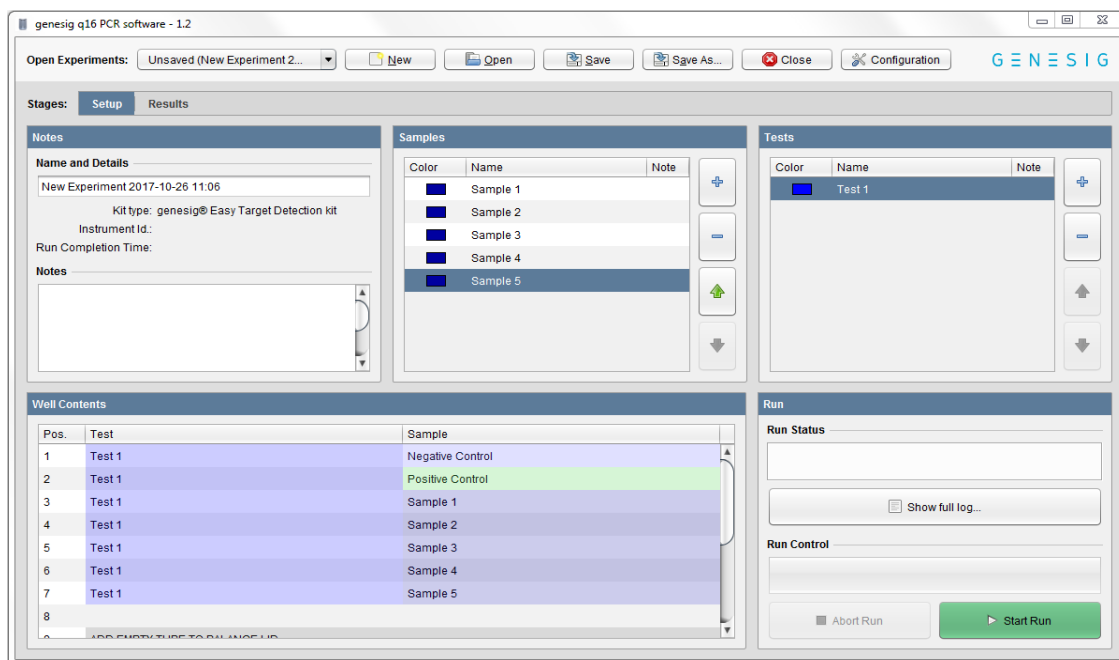 genesig q16 PCR software - 1.2
Open Experiments: Unsaved (New Experiment 2... New Open Save Save As... Close Configuration GENESIG
Stages: Setup Results
Notes
Name and Details
New Experiment 2017-10-26 11:06
Kit type: genesig® Easy Target Detection kit
Instrument Id.:
Run Completion Time:
Notes
Samples
Color Name Note
Sample 1
Sample 2
Sample 3
Sample 4
Sample 5
Tests
Color Name Note
Test 1
Well Contents
Pos. Test Sample
1 Test 1 Negative Control
2 Test 1 Positive Control
3 Test 1 Sample 1
4 Test 1 Sample 2
5 Test 1 Sample 3
6 Test 1 Sample 4
7 Test 1 Sample 5
8
ADD EMPTY TUBE TO BALANCE LID
Run
Run Status
Show full log...
Run Control
Abort Run Start Run